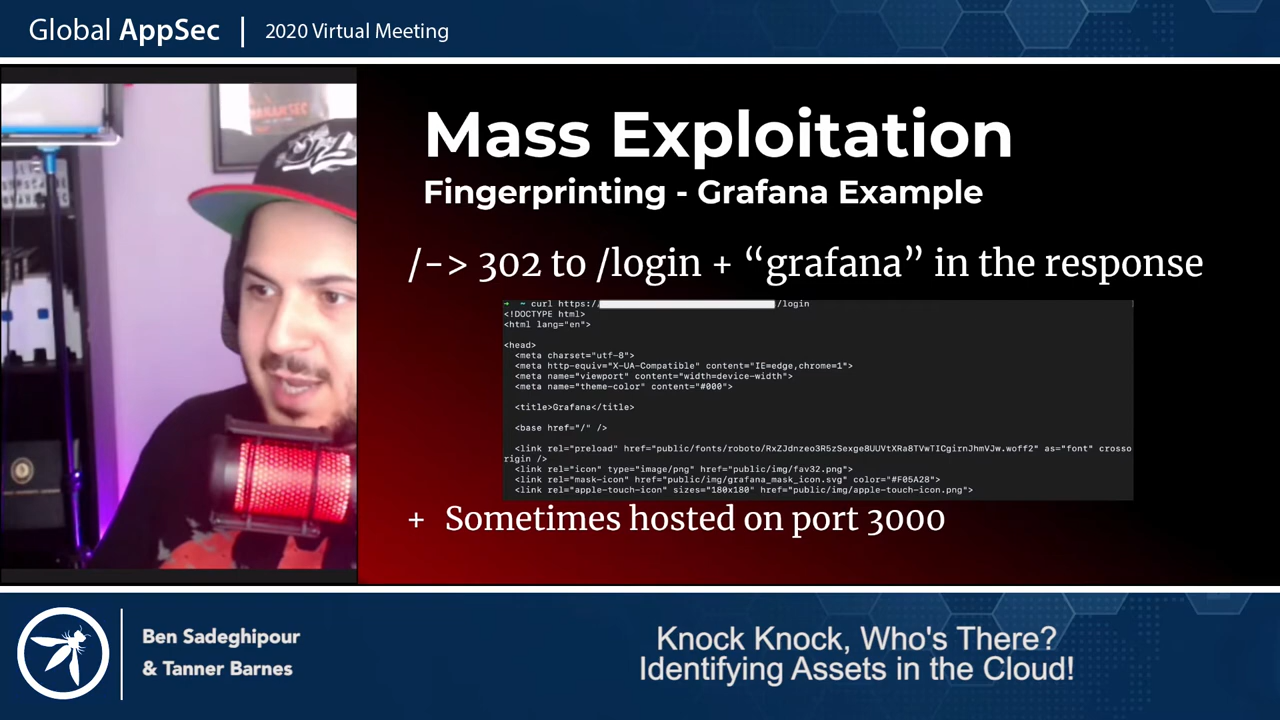 Global AppSec | 2020 Virtual Meeting
Mass Exploitation
Fingerprinting - Grafana Example
/-> 302 to /login + “grafana” in the response
→ ~ curl https:/ /login
<!DOCTYPE html>
<html lang="en">
<head>
<meta charset="utf-8">
<meta http-equiv="X-UA-Compatible" content="IE=edge,chrome=1">
<meta name="viewport" content="width=device-width">
<meta name="theme-color" content="#000">
<title>Grafana</title>
<base href="/" />
<link rel="preload" href="public/fonts/roboto/RxZJdnzeo3R5zSexge8UUVtXRa8TVwTICgirnJhmVJw.woff2" as="font" crosso
rigin />
<link rel="icon" type="image/png" href="public/img/fav32.png">
<link rel="mask-icon" href="public/img/grafana_mask_icon.svg" color="#F05A28">
<link rel="apple-touch-icon" sizes="180x180" href="public/img/apple-touch-icon.png">
+ Sometimes hosted on port 3000
Ben Sadeghipour
& Tanner Barnes
Knock Knock, Who's There?
Identifying Assets in the Cloud!